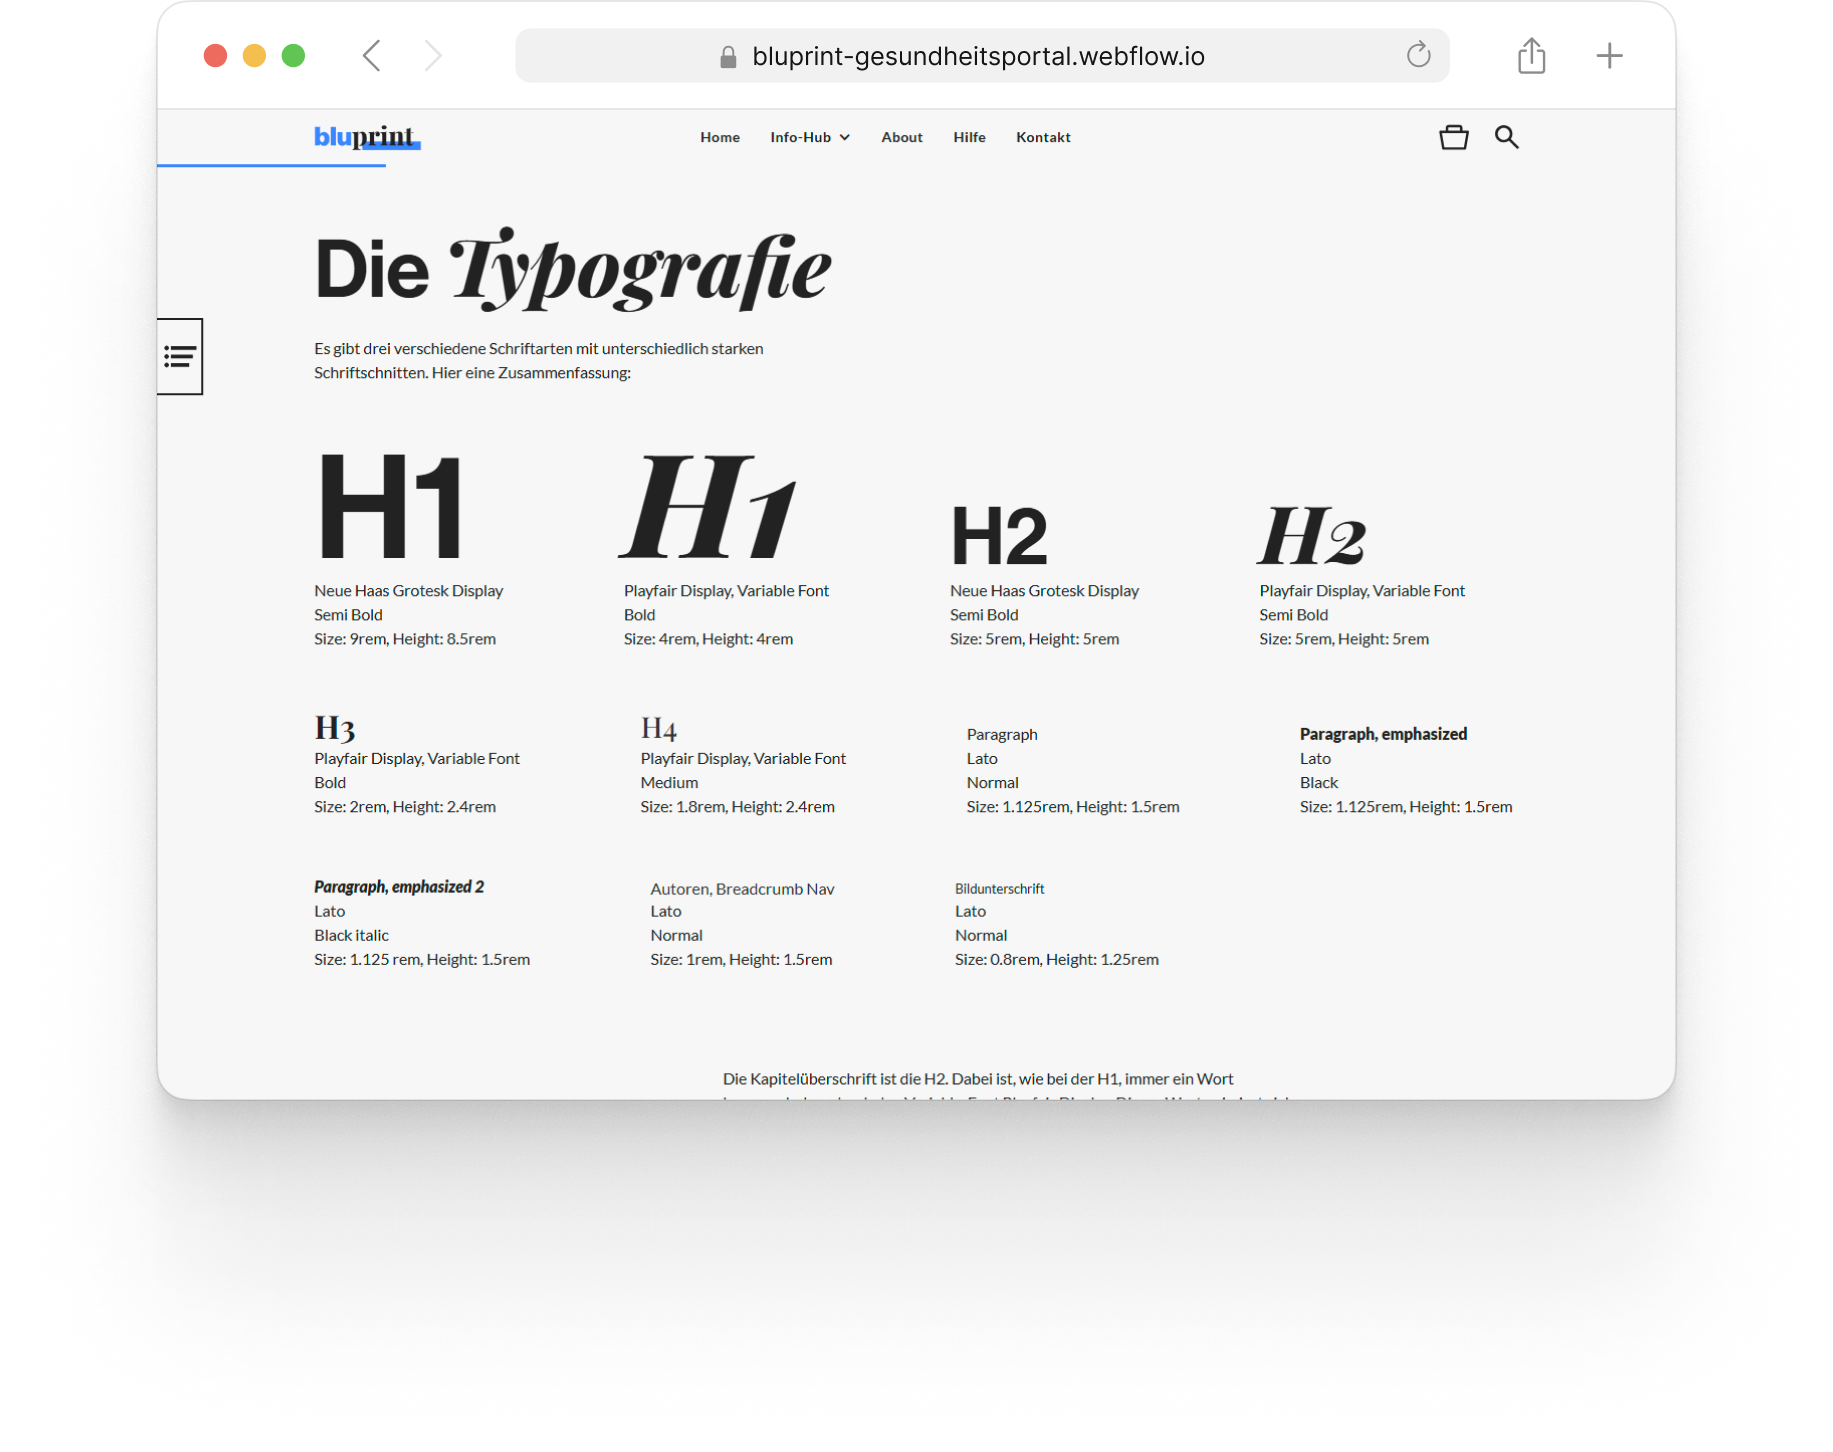 bluprint-gesundheitsportal.webflow.io
bluprint
Home Info-Hub About Hilfe Kontakt
Die Typografie
Es gibt drei verschiedene Schriftarten mit unterschiedlich starken
Schriftschnitten. Hier eine Zusammenfassung:
H1
Neue Haas Grotesk Display
Semi Bold
Size: 9rem, Height: 8.5rem
H1
Playfair Display, Variable Font
Bold
Size: 4rem, Height: 4rem
H2
Neue Haas Grotesk Display
Semi Bold
Size: 5rem, Height: 5rem
H2
Playfair Display, Variable Font
Semi Bold
Size: 5rem, Height: 5rem
H3
Playfair Display, Variable Font
Bold
Size: 2rem, Height: 2.4rem
H4
Playfair Display, Variable Font
Medium
Size: 1.8rem, Height: 2.4rem
Paragraph
Lato
Normal
Size: 1.125rem, Height: 1.5rem
Paragraph, emphasized
Lato
Black
Size: 1.125rem, Height: 1.5rem
Paragraph, emphasized 2
Lato
Black italic
Size: 1.125 rem, Height: 1.5rem
Autoren, Breadcrumb Nav
Lato
Normal
Size: 1rem, Height: 1.5rem
Bildunterschrift
Lato
Normal
Size: 0.8rem, Height: 1.25rem
Die Kapitelüberschrift ist die H2. Dabei ist, wie bei der H1, immer ein Wort